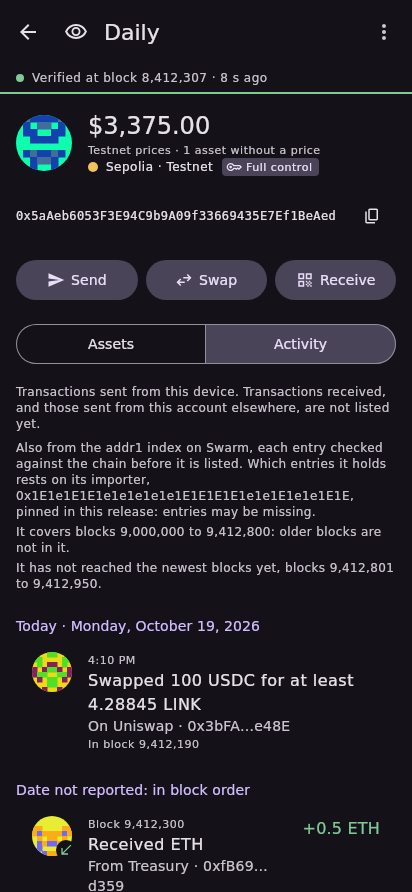 Daily
Verified at block 8,412,307 · 8 s ago
$3,375.00
Testnet prices · 1 asset without a price
Sepolia · Testnet
Full control
0x5aAeb6053F3E94C9b9A09f33669435E7Ef1BeAed
Send
Swap
Receive
Assets
Activity
Transactions sent from this device. Transactions received,
and those sent from this account elsewhere, are not listed
yet.
Also from the addr1 index on Swarm, each entry checked
against the chain before it is listed. Which entries it holds
rests on its importer,
0x1E1e1E1E1e1e1e1e1e1E1E1E1E1e1e1e1e1E1e1E,
pinned in this release: entries may be missing.
It covers blocks 9,000,000 to 9,412,800: older blocks are
not in it.
It has not reached the newest blocks yet, blocks 9,412,801
to 9,412,950.
Today · Monday, October 19, 2026
4:10 PM
Swapped 100 USDC for at least
4.28845 LINK
On Uniswap · 0x3bFA…e48E
In block 9,412,190
Date not reported: in block order
Block 9,412,300
Received ETH
+0.5 ETH
From Treasury · 0xfB69…
d359